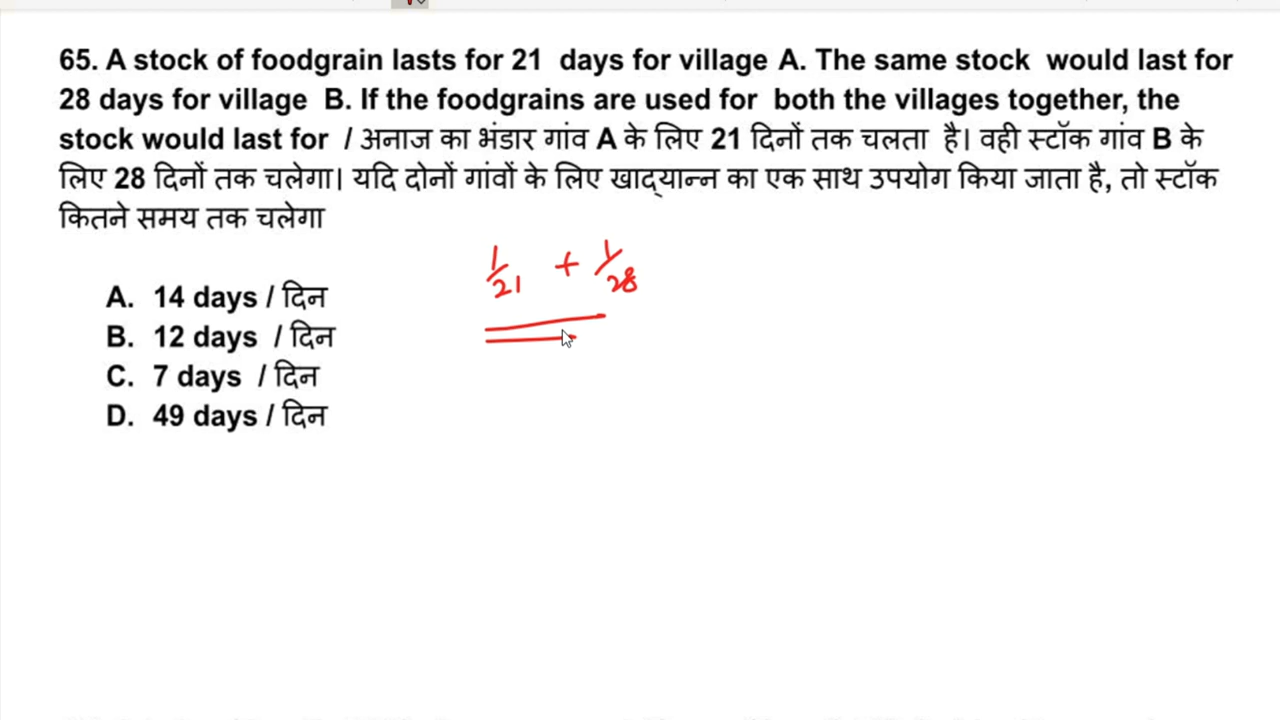 65. A stock of foodgrain lasts for 21 days for village A. The same stock would last for
28 days for village B. If the foodgrains are used for both the villages together, the
stock would last for / अनाज का भंडार गांव A के लिए 21 दिनों तक चलता है। वही स्टॉक गांव B के
लिए 28 दिनों तक चलेगा। यदि दोनों गांवों के लिए खाद्यान्न का एक साथ उपयोग किया जाता है, तो स्टॉक
कितने समय तक चलेगा
1/21 + 1/28
A. 14 days / दिन
B. 12 days / दिन
C. 7 days / दिन
D. 49 days / दिन